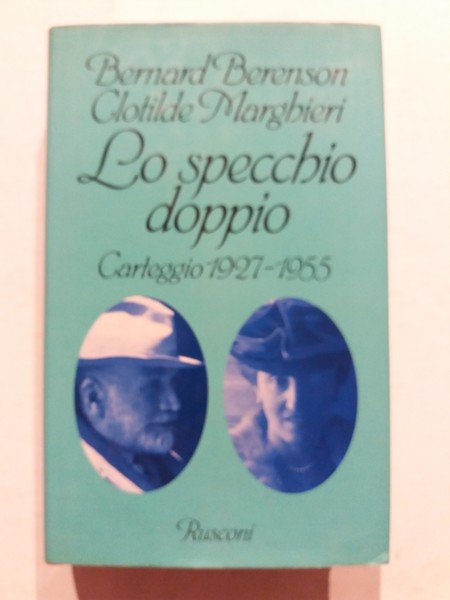 Bernard Berenson
Clotilde Marghieri
Lo specchio
doppio
Carteggio 1927-1955
Rusconi